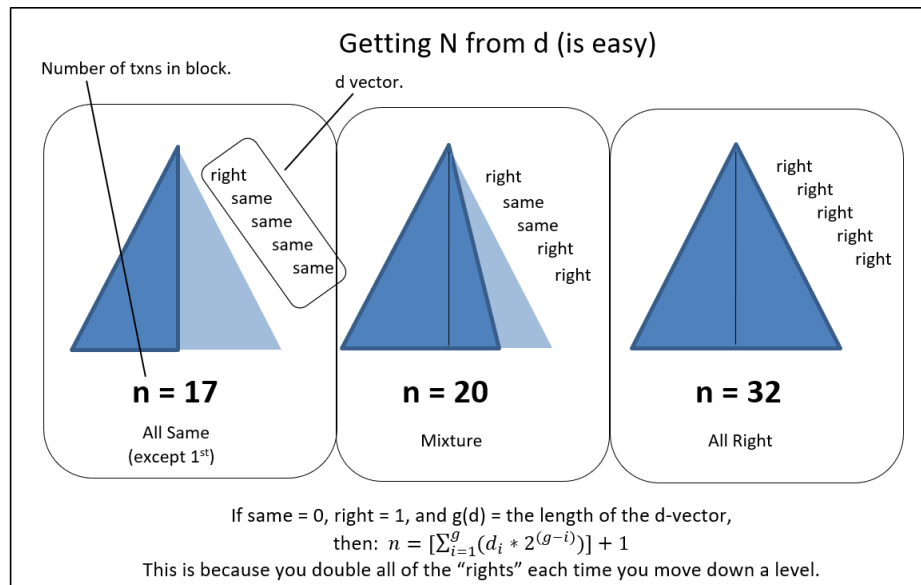 Getting N from d (is easy)
Number of txns in block.
d vector.
right
same
same
same
same
n = 17
All Same
(except 1st)
right
same
same
right
right
n = 20
Mixture
right
right
right
right
right
n = 32
All Right
If same = 0, right = 1, and g(d) = the length of the d-vector,
then: n = [∑_{i=1}^{g}(d_i * 2^{(g-i)})] + 1
This is because you double all of the “rights” each time you move down a level.